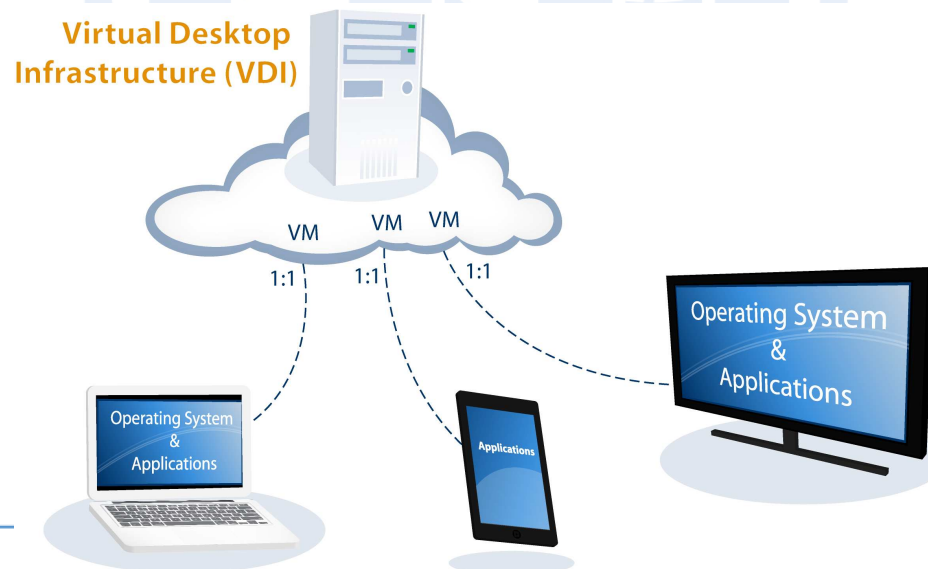 Virtual Desktop
Infrastructure (VDI)
VM
VM
VM
1:1
1:1
1:1
Operating System
&
Applications
Applications
Operating System
&
Applications